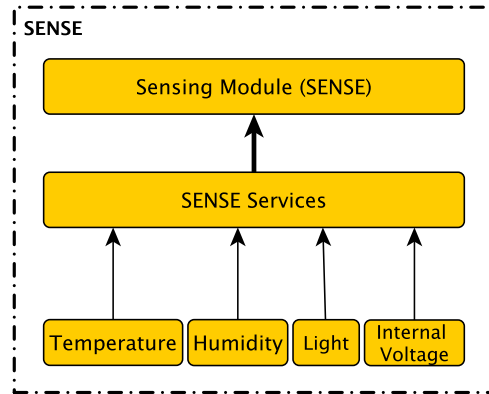 SENSE
Sensing Module (SENSE)
SENSE Services
Temperature
Humidity
Light
Internal
Voltage